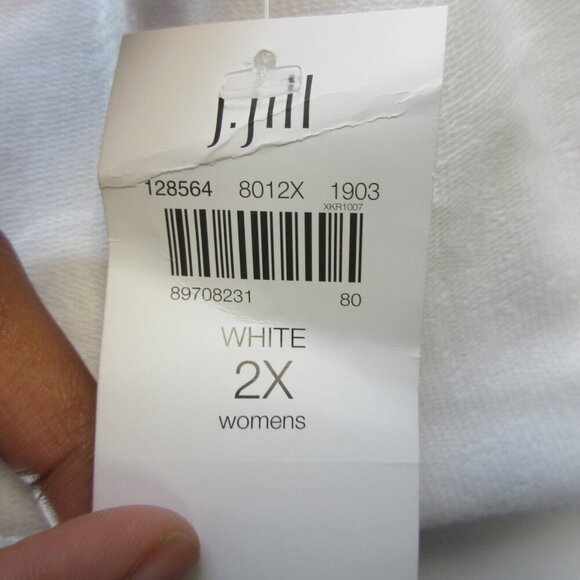 J.Jill
128564 8012X 1903
XKR1007
89708231 80
WHITE
2X
womens